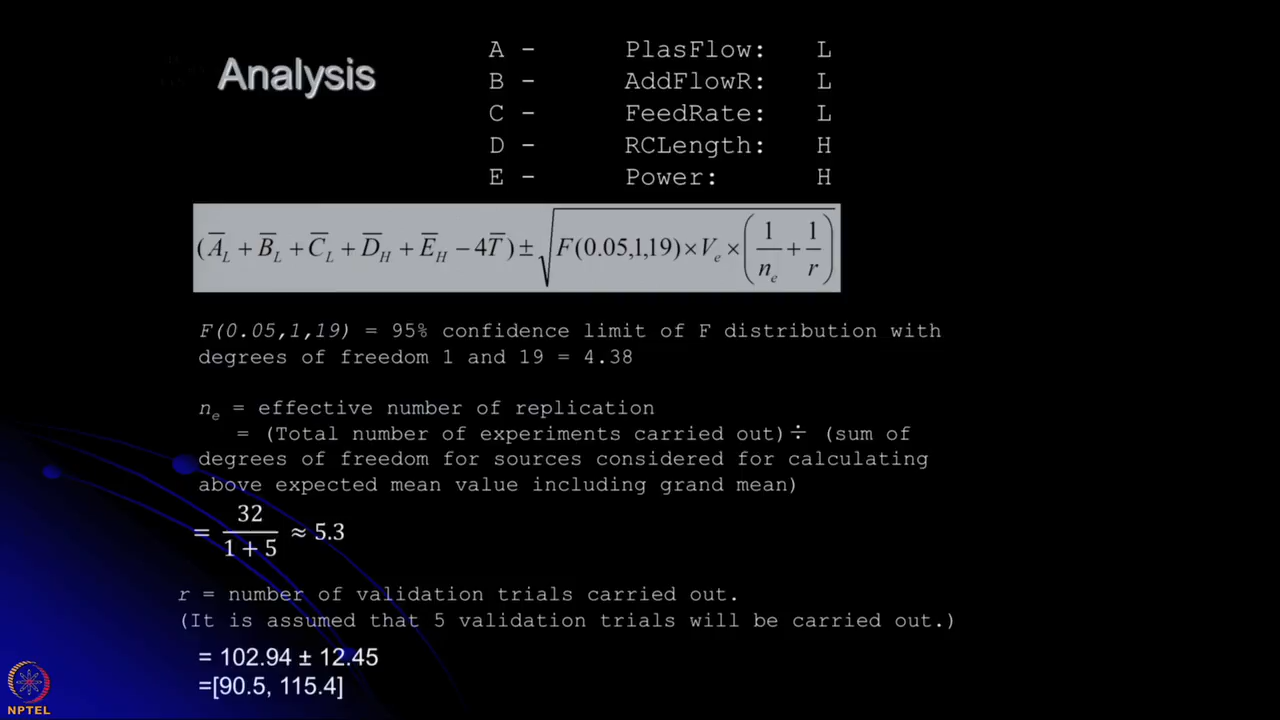 Analysis
A - PlasFlow: L
B - AddFlowR: L
C - FeedRate: L
D - RCLength: H
E - Power: H
(A̅_L + B̅_L + C̅_L + D̅_H + E̅_H − 4T̅) ± √(F(0.05,1,19) × V_e × (1/n_e + 1/r))
F(0.05,1,19) = 95% confidence limit of F distribution with
degrees of freedom 1 and 19 = 4.38
n_e = effective number of replication
= (Total number of experiments carried out) ÷ (sum of
degrees of freedom for sources considered for calculating
above expected mean value including grand mean)
= 32/(1 + 5) ≈ 5.3
r = number of validation trials carried out.
(It is assumed that 5 validation trials will be carried out.)
= 102.94 ± 12.45
=[90.5, 115.4]
NPTEL